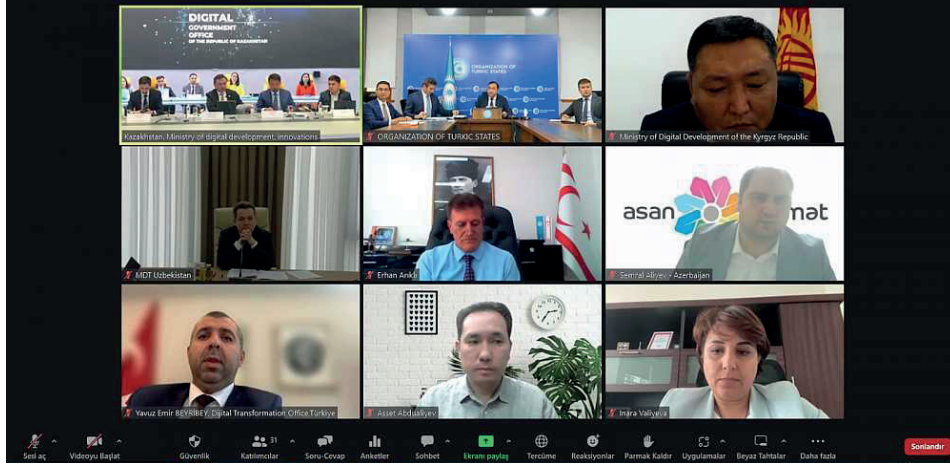 DIGITAL
GOVERNMENT
OFFICE
OF THE REPUBLIC OF KAZAKHSTAN
Kazakhstan, Ministry of digital development, innovations
ORGANIZATION OF
TURKIC STATES
ORGANIZATION OF TURKIC STATES
Ministry of Digital Development of the Kyrgyz Republic
MDT Uzbekistan
Erhan Arıklı
asan
mət
Semral Aliyev - Azerbaijan
Yavuz Emir BEYRİBEY, Digital Transformation Office Türkiye
Asset Abdualiyev
Inara Valiyeva
31
Sesi aç
Videoyu Başlat
Güvenlik
Katılımcılar
Soru-Cevap
Anketler
Sohbet
Ekranı paylaş
Tercüme
Reaksiyonlar
Parmak Kaldır
Uygulamalar
Beyaz Tahtalar
Daha fazla
Sonlandır